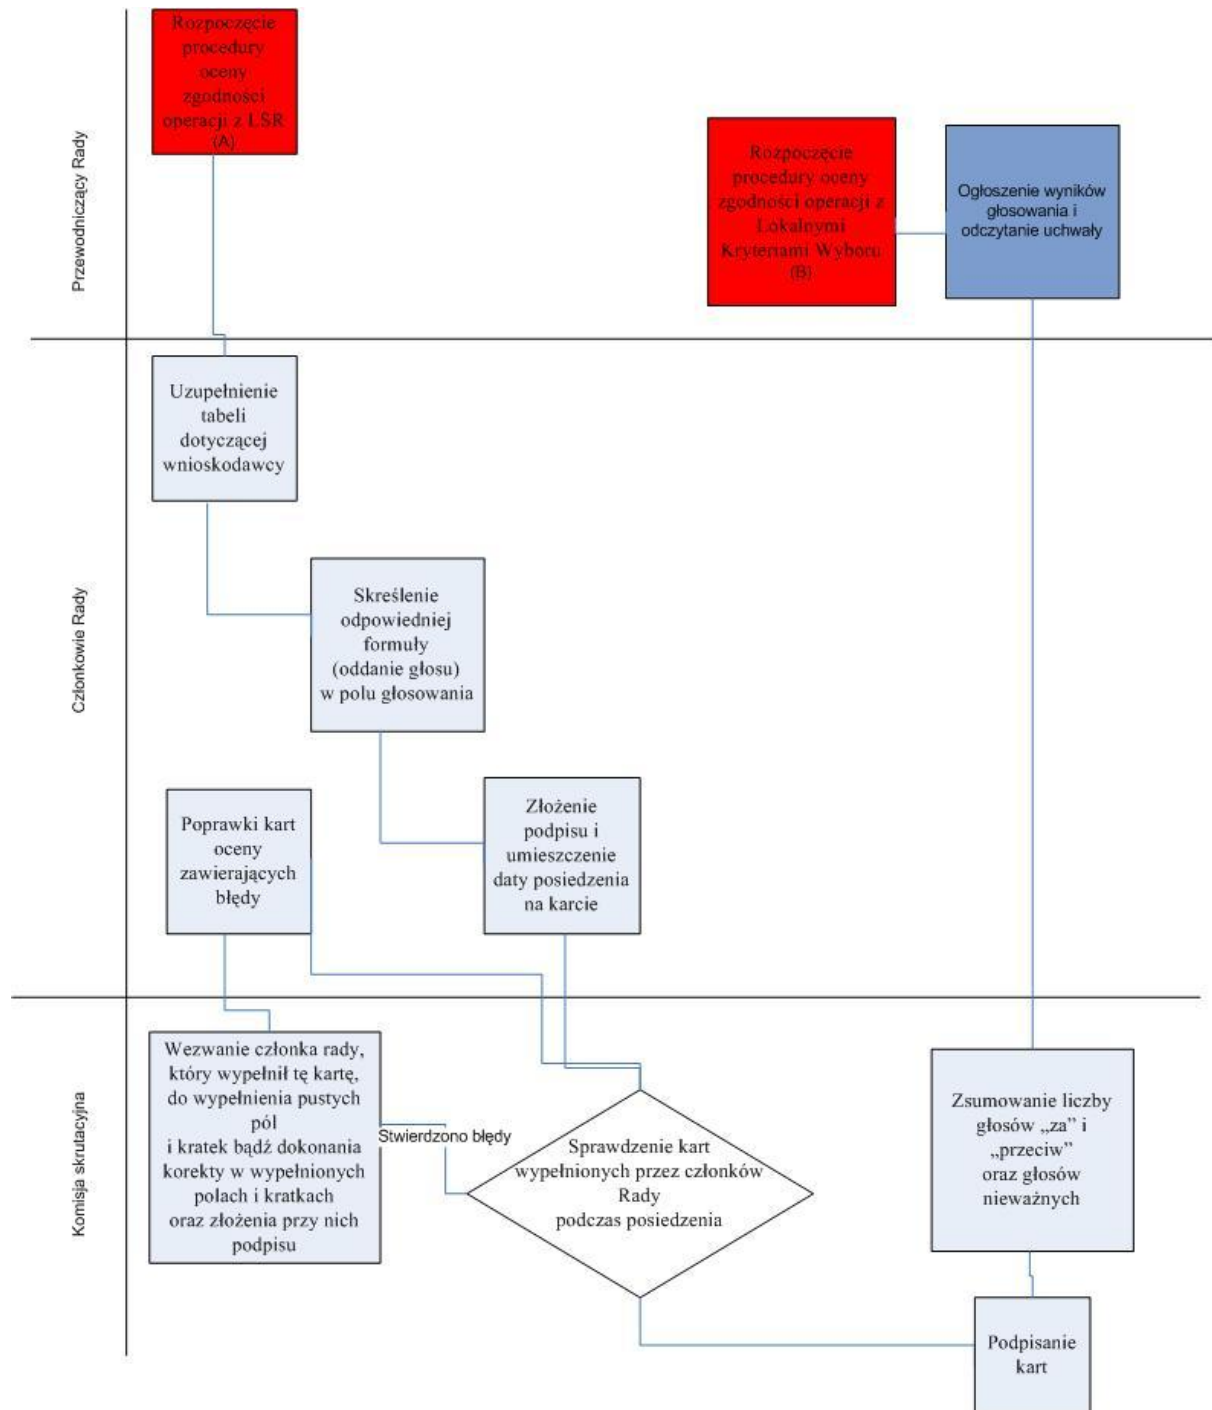 Przewodniczący Rady
Rozpoczęcie
procedury
oceny
zgodności
operacji z LSR
(A)
Rozpoczęcie
procedury oceny
zgodności operacji z
Lokalnymi
Kryteriami Wyboru
(B)
Ogłoszenie wyników
głosowania i
odczytanie uchwały
Członkowie Rady
Uzupełnienie
tabeli
dotyczącej
wnioskodawcy
Skreślenie
odpowiedniej
formuły
(oddanie głosu)
w polu głosowania
Złożenie
podpisu i
umieszczenie
daty posiedzenia
na karcie
Poprawki kart
oceny
zawierających
błędy
Komisja skrutacyjna
Wezwanie członka rady,
który wypełnił tę kartę,
do wypełnienia pustych
pól
i kratek bądź dokonania
korekty w wypełnionych
polach i kratkach
oraz złożenia przy nich
podpisu
Stwierdzono błędy
Sprawdzenie kart
wypełnionych przez członków
Rady
podczas posiedzenia
Zsumowanie liczby
głosów „za” i
„przeciw”
oraz głosów
nieważnych
Podpisanie
kart